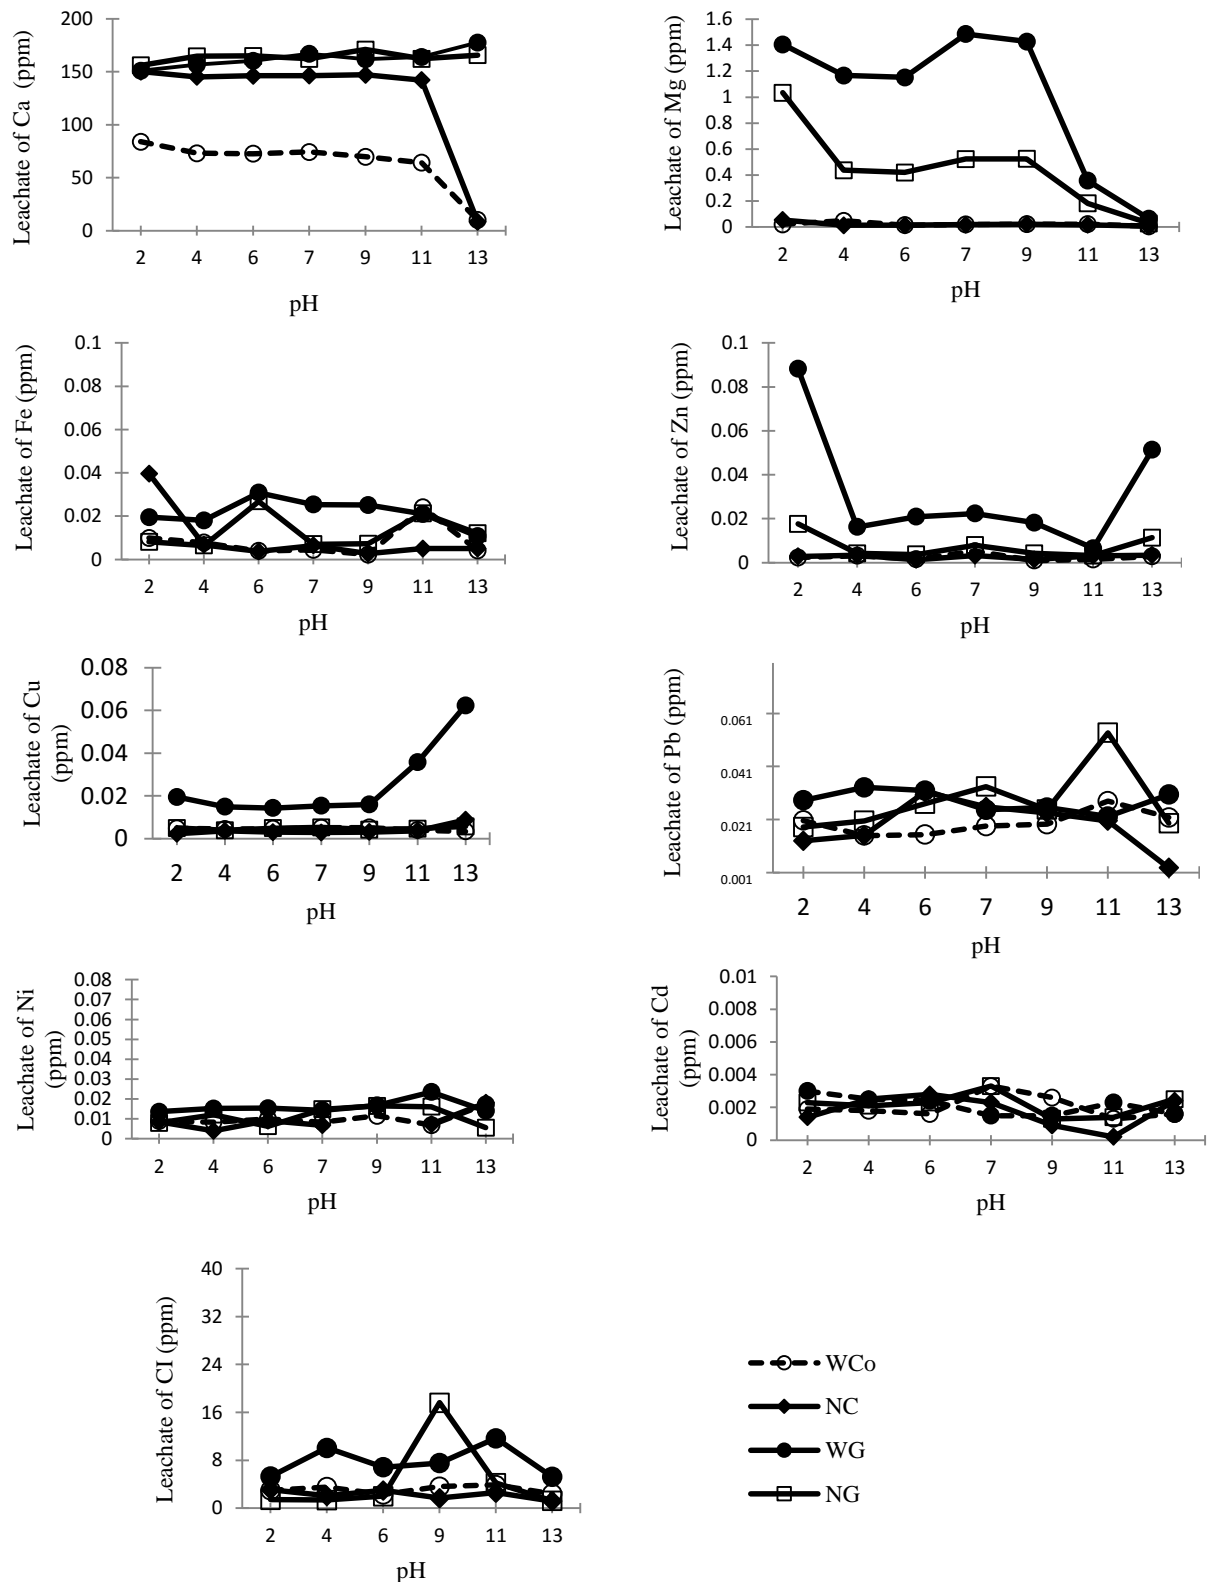 Leachate of Ca (ppm)
200
150
100
50
0
2 4 6 7 9 11 13
pH
Leachate of Mg (ppm)
1.6
1.4
1.2
1
0.8
0.6
0.4
0.2
0
2 4 6 7 9 11 13
pH
Leachate of Fe (ppm)
0.1
0.08
0.06
0.04
0.02
0
2 4 6 7 9 11 13
pH
Leachate of Zn (ppm)
0.1
0.08
0.06
0.04
0.02
0
2 4 6 7 9 11 13
pH
Leachate of Cu
(ppm)
0.08
0.06
0.04
0.02
0
2 4 6 7 9 11 13
pH
Leachate of Pb (ppm)
0.061
0.041
0.021
0.001
2 4 6 7 9 11 13
pH
Leachate of Ni
(ppm)
0.08
0.07
0.06
0.05
0.04
0.03
0.02
0.01
0
2 4 6 7 9 11 13
pH
Leachate of Cd
(ppm)
0.01
0.008
0.006
0.004
0.002
0
2 4 6 7 9 11 13
pH
Leachate of CI (ppm)
40
32
24
16
8
0
2 4 6 9 11 13
pH
WCo
NC
WG
NG